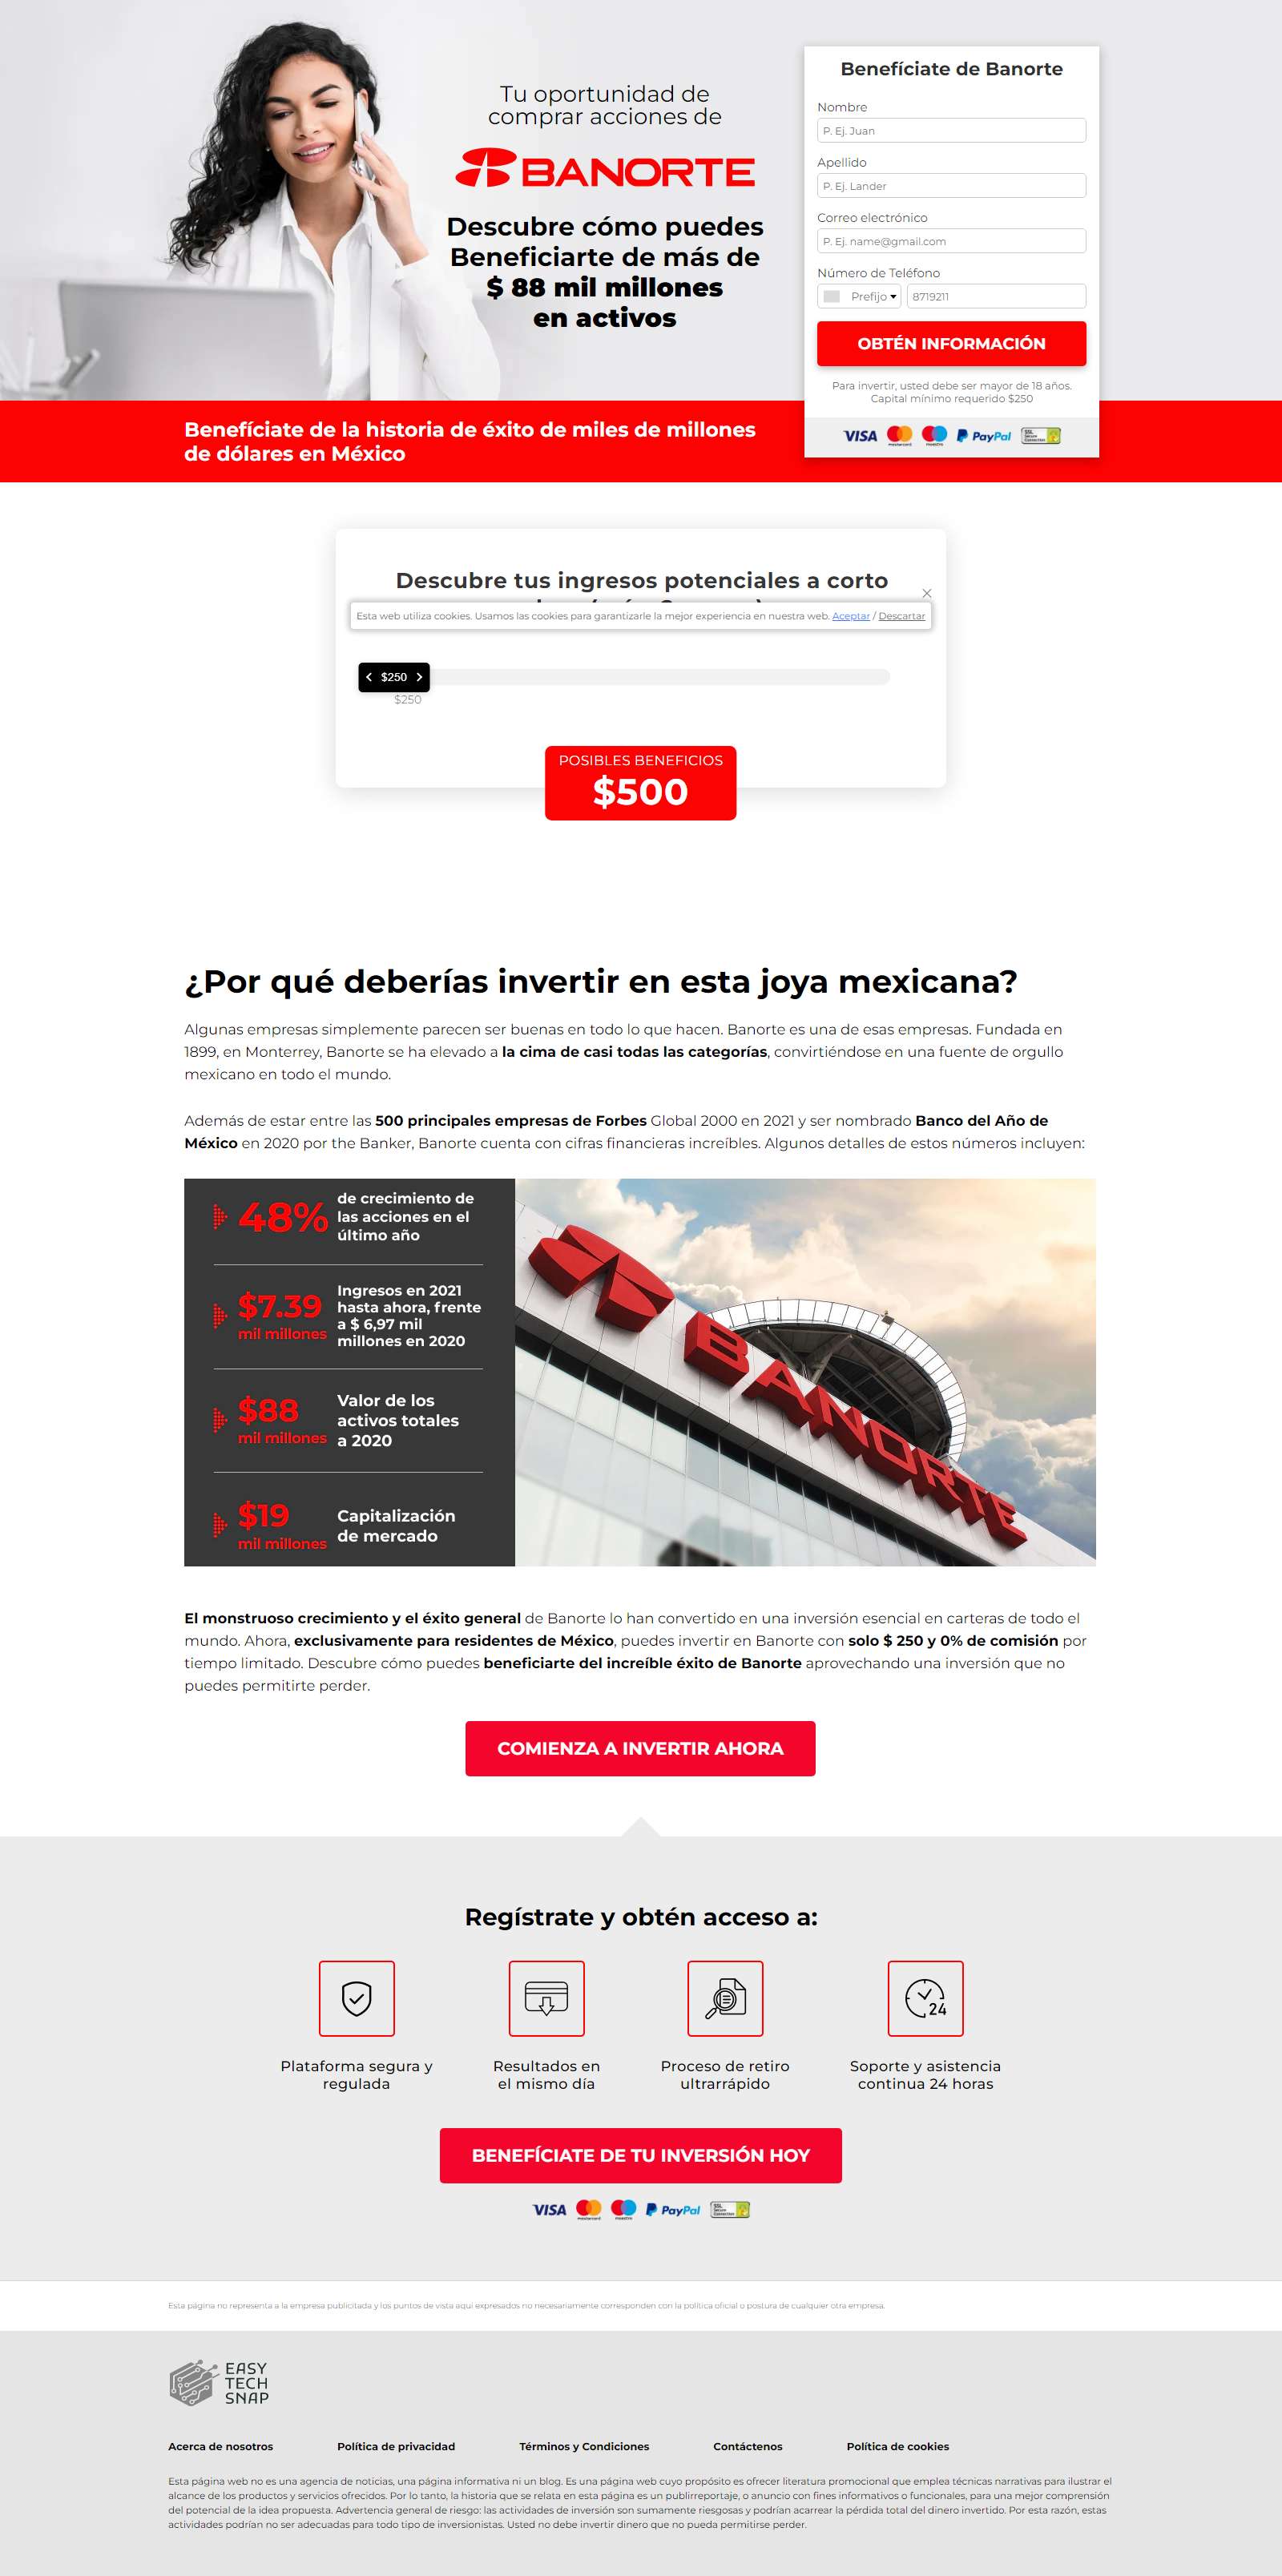 Tu oportunidad de
comprar acciones de
BANORTE
Descubre cómo puedes
Beneficiarte de más de
$ 88 mil millones
en activos
Benefíciate de Banorte
Nombre
P. Ej. Juan
Apellido
P. Ej. Lander
Correo electrónico
P. Ej. name@gmail.com
Número de Teléfono
Prefijo 8719211
OBTÉN INFORMACIÓN
Para invertir, usted debe ser mayor de 18 años.
Capital mínimo requerido $250
VISA mastercard maestro PayPal SSL Secure Connection
Benefíciate de la historia de éxito de miles de millones
de dólares en México
Descubre tus ingresos potenciales a corto
Esta web utiliza cookies. Usamos las cookies para garantizarle la mejor experiencia en nuestra web. Aceptar / Descartar
$250
$250
POSIBLES BENEFICIOS
$500
¿Por qué deberías invertir en esta joya mexicana?
Algunas empresas simplemente parecen ser buenas en todo lo que hacen. Banorte es una de esas empresas. Fundada en
1899, en Monterrey, Banorte se ha elevado a la cima de casi todas las categorías, convirtiéndose en una fuente de orgullo
mexicano en todo el mundo.
Además de estar entre las 500 principales empresas de Forbes Global 2000 en 2021 y ser nombrado Banco del Año de
México en 2020 por the Banker, Banorte cuenta con cifras financieras increíbles. Algunos detalles de estos números incluyen:
48%
de crecimiento de
las acciones en el
último año
$7.39
mil millones
Ingresos en 2021
hasta ahora, frente
a $ 6,97 mil
millones en 2020
$88
mil millones
Valor de los
activos totales
a 2020
$19
mil millones
Capitalización
de mercado
BANORTE
El monstruoso crecimiento y el éxito general de Banorte lo han convertido en una inversión esencial en carteras de todo el
mundo. Ahora, exclusivamente para residentes de México, puedes invertir en Banorte con solo $ 250 y 0% de comisión por
tiempo limitado. Descubre cómo puedes beneficiarte del increíble éxito de Banorte aprovechando una inversión que no
puedes permitirte perder.
COMIENZA A INVERTIR AHORA
Regístrate y obtén acceso a:
Plataforma segura y
regulada
Resultados en
el mismo día
Proceso de retiro
ultrarrápido
24
Soporte y asistencia
continua 24 horas
BENEFÍCIATE DE TU INVERSIÓN HOY
VISA mastercard maestro PayPal SSL Secure Connection
Esta página no representa a la empresa publicitada y los puntos de vista aquí expresados no necesariamente corresponden con la política oficial o postura de cualquier otra empresa.
EASY
TECH
SNAP
Acerca de nosotros
Política de privacidad
Términos y Condiciones
Contáctenos
Política de cookies
Esta página web no es una agencia de noticias, una página informativa ni un blog. Es una página web cuyo propósito es ofrecer literatura promocional que emplea técnicas narrativas para ilustrar el
alcance de los productos y servicios ofrecidos. Por lo tanto, la historia que se relata en esta página es un publirreportaje, o anuncio con fines informativos o funcionales, para una mejor comprensión
del potencial de la idea propuesta. Advertencia general de riesgo: las actividades de inversión son sumamente riesgosas y podrían acarrear la pérdida total del dinero invertido. Por esta razón, estas
actividades podrían no ser adecuadas para todo tipo de inversionistas. Usted no debe invertir dinero que no pueda permitirse perder.